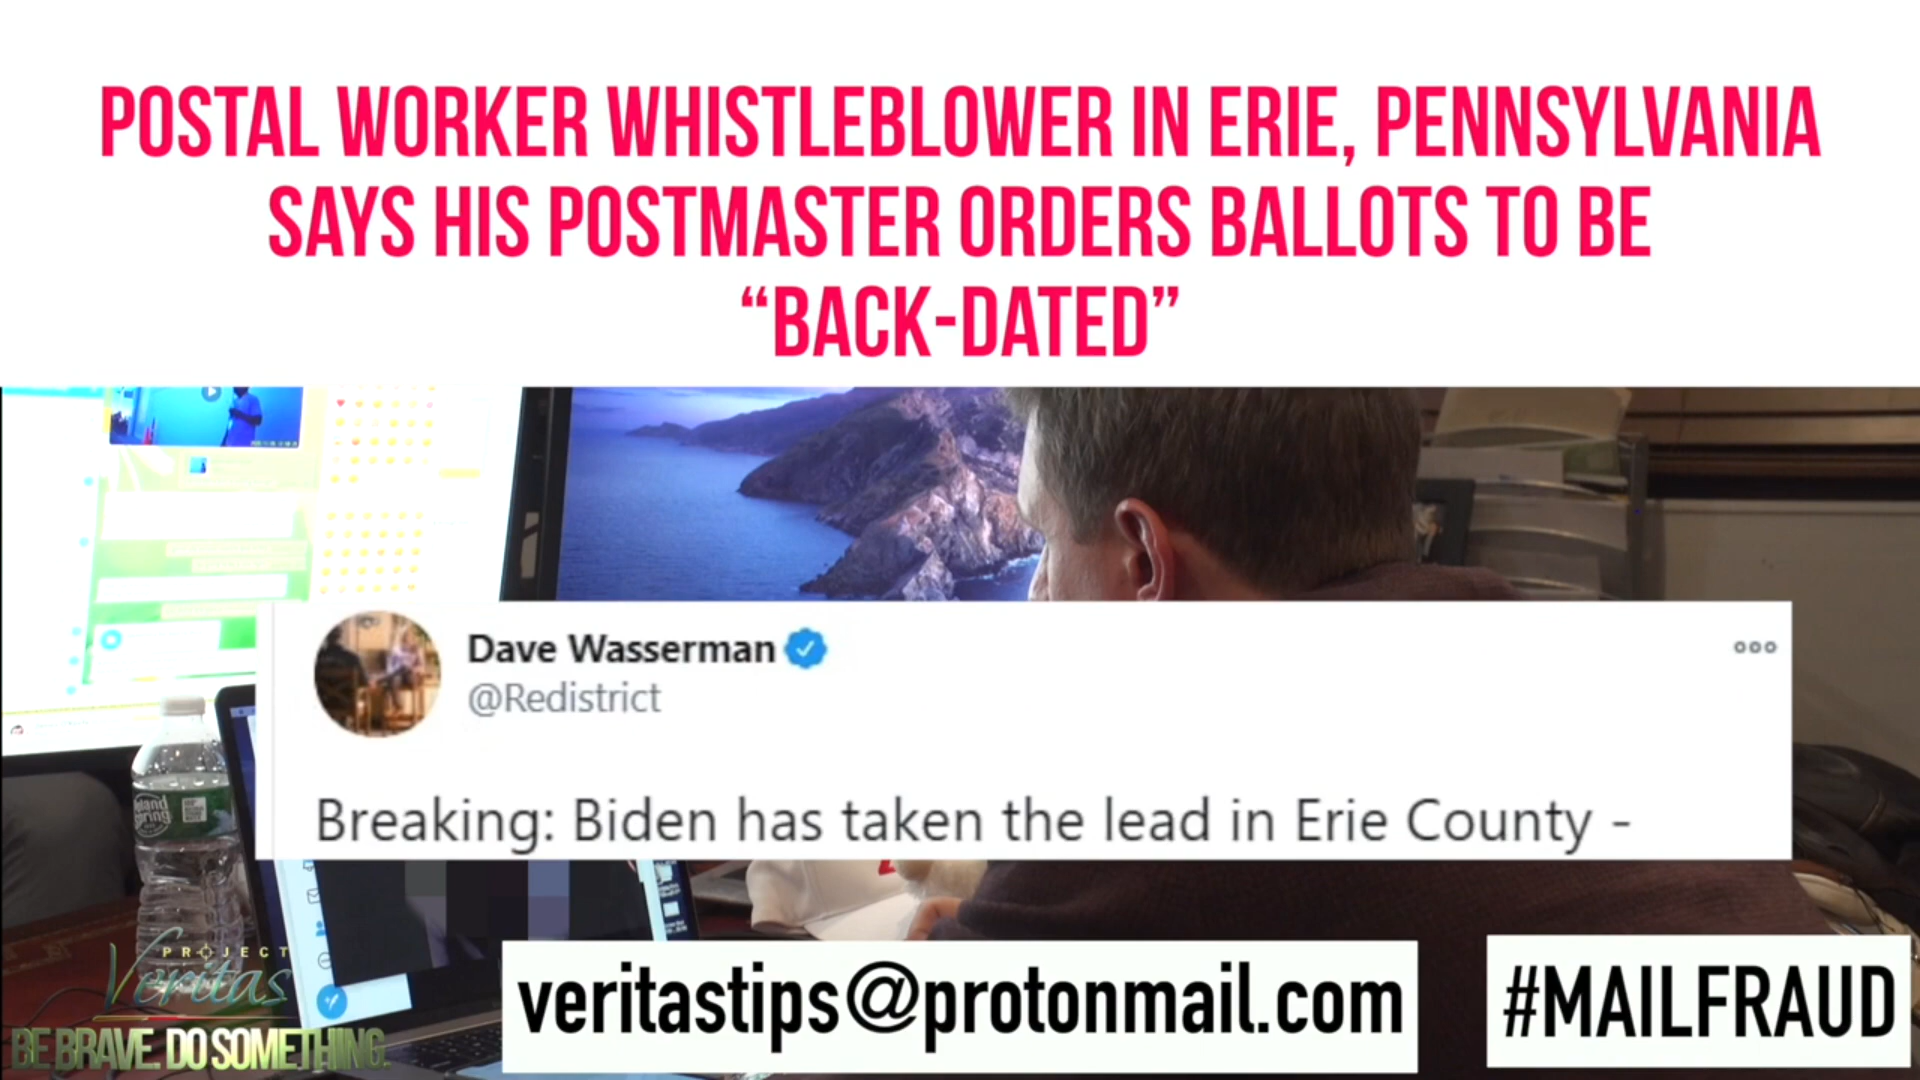 POSTAL WORKER WHISTLEBLOWER IN ERIE, PENNSYLVANIA
SAYS HIS POSTMASTER ORDERS BALLOTS TO BE
“BACK-DATED”
Dave Wasserman
@Redistrict
Breaking: Biden has taken the lead in Erie County -
PROJECT
Veritas
BE BRAVE. DO SOMETHING.
veritastips@protonmail.com
#MAILFRAUD